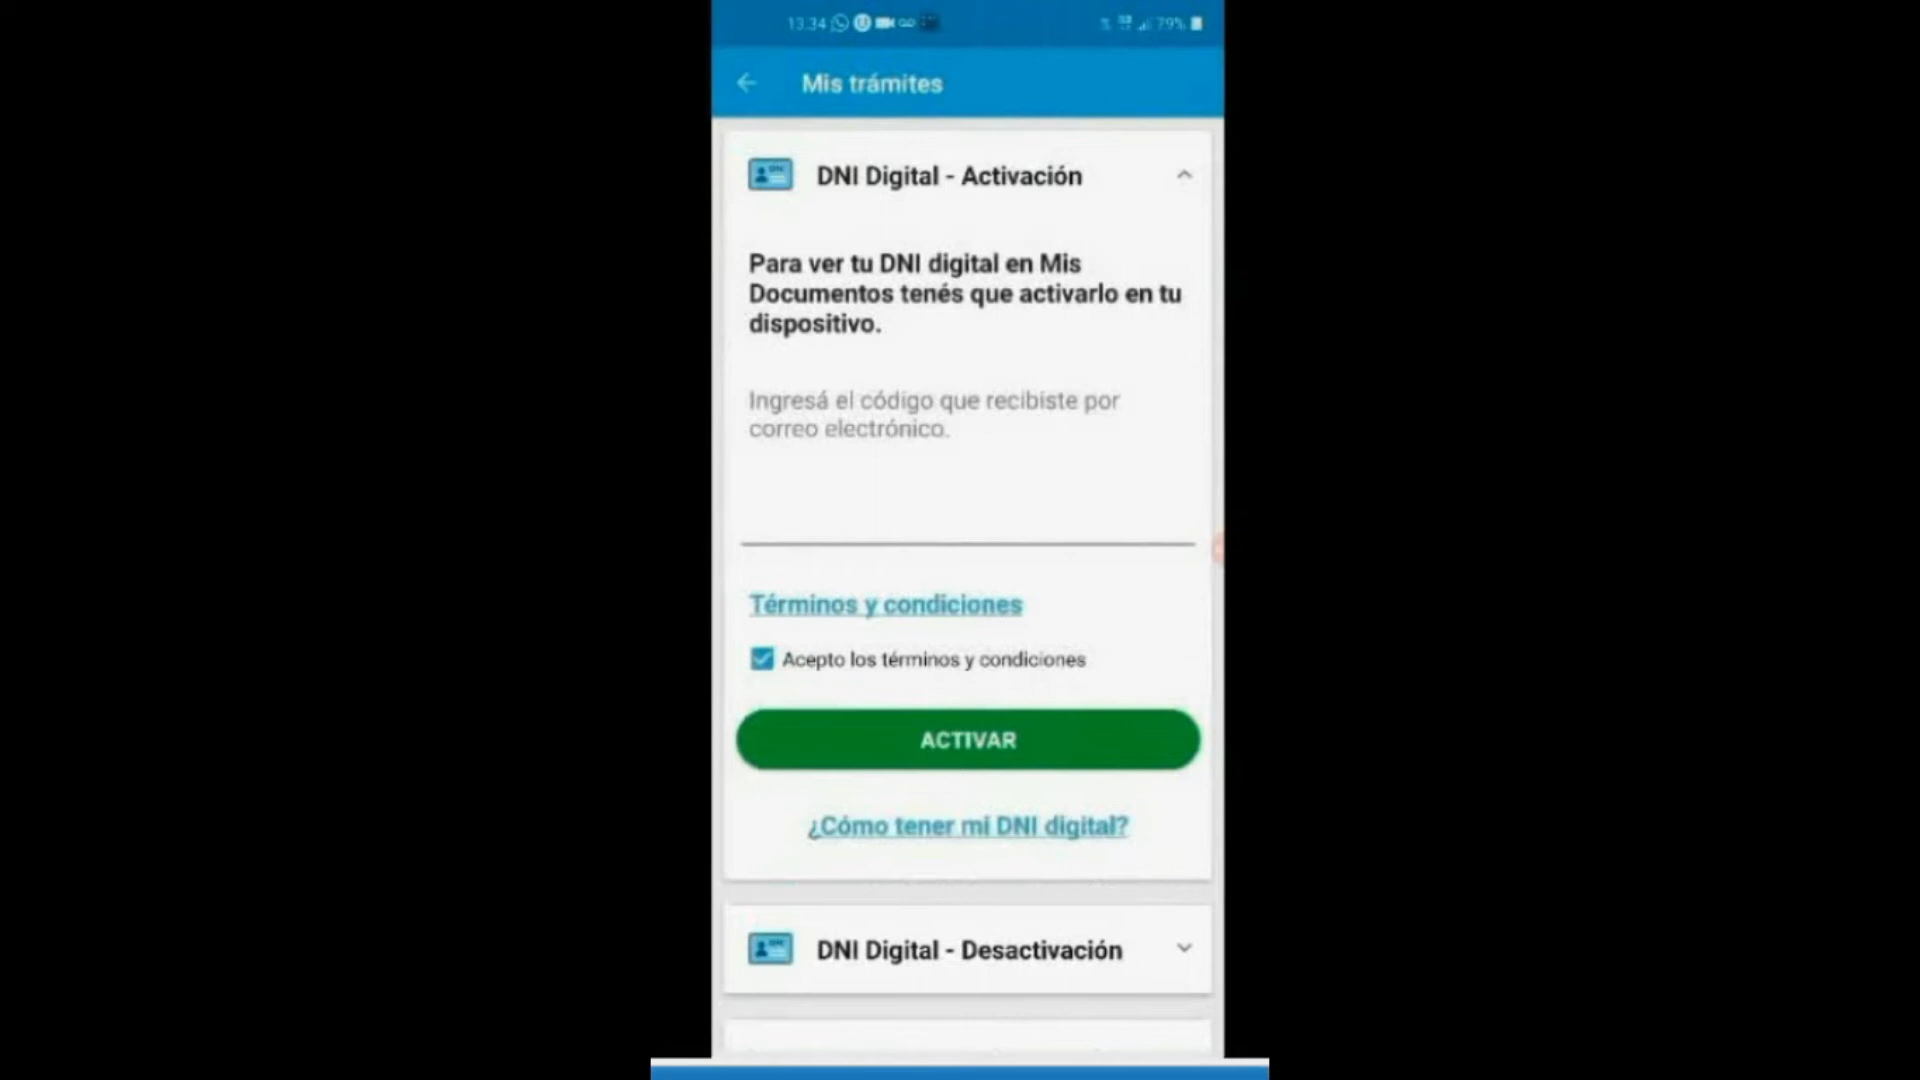 13.34 79%
Mis trámites
DNI Digital - Activación
Para ver tu DNI digital en Mis
Documentos tenés que activarlo en tu
dispositivo.
Ingresá el código que recibiste por
correo electrónico.
Términos y condiciones
Acepto los términos y condiciones
ACTIVAR
¿Cómo tener mi DNI digital?
DNI Digital - Desactivación